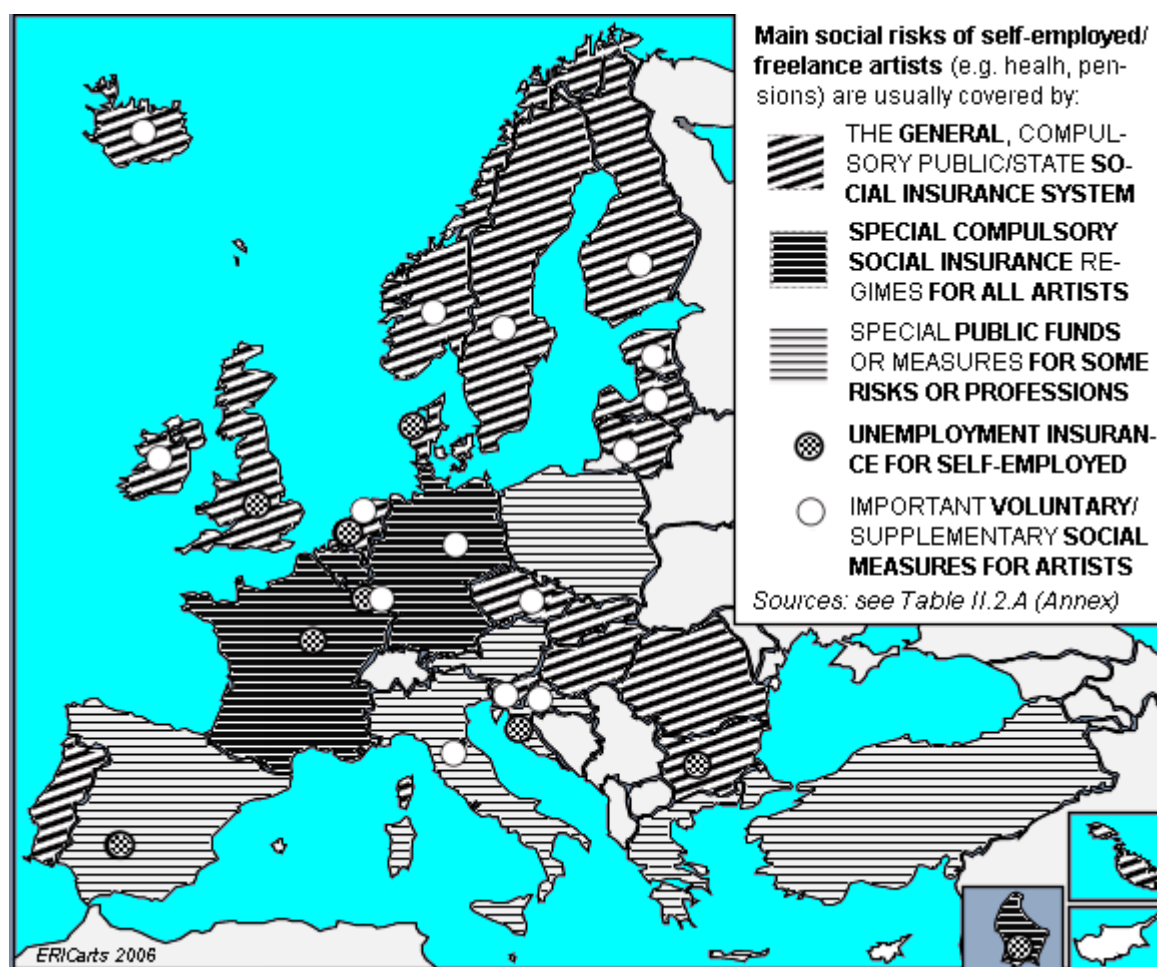 Main social risks of self-employed/
freelance artists (e.g. healh, pen-
sions) are usually covered by:
THE GENERAL, COMPUL-
SORY PUBLIC/STATE SO-
CIAL INSURANCE SYSTEM
SPECIAL COMPULSORY
SOCIAL INSURANCE RE-
GIMES FOR ALL ARTISTS
SPECIAL PUBLIC FUNDS
OR MEASURES FOR SOME
RISKS OR PROFESSIONS
UNEMPLOYMENT INSURAN-
CE FOR SELF-EMPLOYED
IMPORTANT VOLUNTARY/
SUPPLEMENTARY SOCIAL
MEASURES FOR ARTISTS
Sources: see Table II.2.A (Annex)
ERICarts 2006